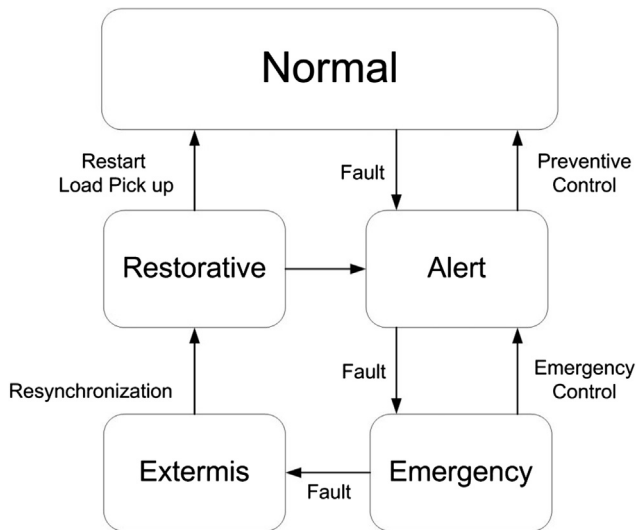 Normal
Restart
Load Pick up
Fault
Preventive
Control
Restorative
Alert
Resynchronization
Fault
Emergency
Control
Extermis
Fault
Emergency